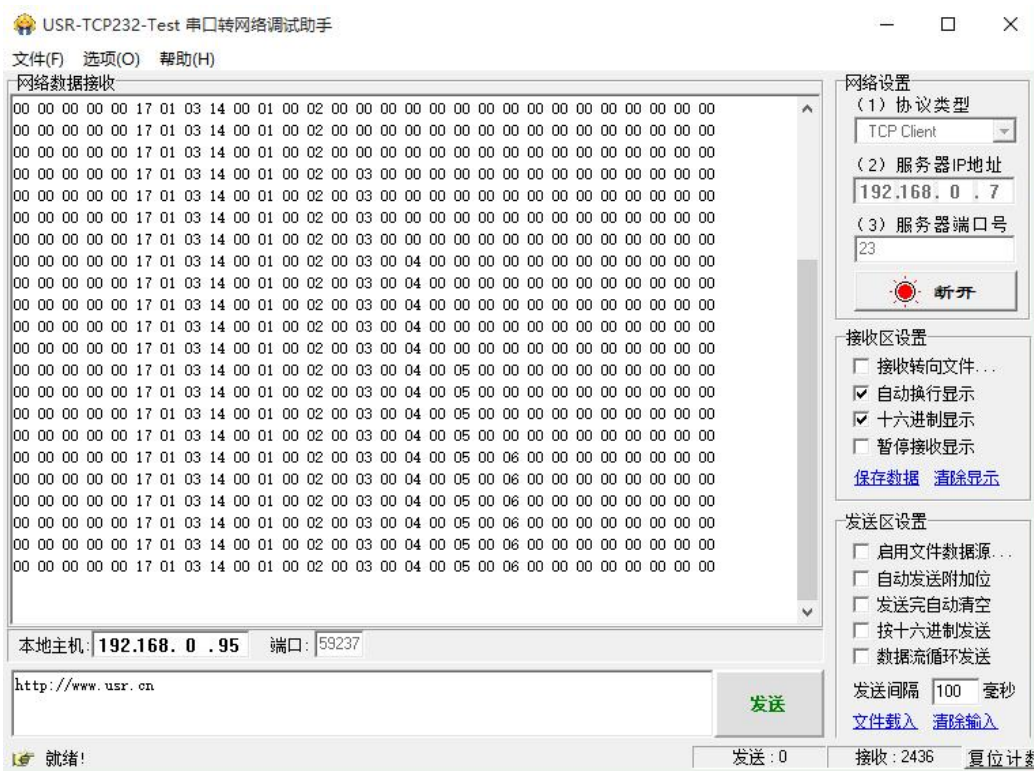 USR-TCP232-Test 串口转网络调试助手
文件(F) 选项(O) 帮助(H)
网络数据接收
00 00 00 00 00 17 01 03 14 00 01 00 02 00 00 00 00 00 00 00 00 00 00 00 00 00 00 00 00
00 00 00 00 00 17 01 03 14 00 01 00 02 00 00 00 00 00 00 00 00 00 00 00 00 00 00 00 00
00 00 00 00 00 17 01 03 14 00 01 00 02 00 00 00 00 00 00 00 00 00 00 00 00 00 00 00 00
00 00 00 00 00 17 01 03 14 00 01 00 02 00 03 00 00 00 00 00 00 00 00 00 00 00 00 00 00
00 00 00 00 00 17 01 03 14 00 01 00 02 00 03 00 00 00 00 00 00 00 00 00 00 00 00 00 00
00 00 00 00 00 17 01 03 14 00 01 00 02 00 03 00 00 00 00 00 00 00 00 00 00 00 00 00 00
00 00 00 00 00 17 01 03 14 00 01 00 02 00 03 00 00 00 00 00 00 00 00 00 00 00 00 00 00
00 00 00 00 00 17 01 03 14 00 01 00 02 00 03 00 04 00 00 00 00 00 00 00 00 00 00 00 00
00 00 00 00 00 17 01 03 14 00 01 00 02 00 03 00 04 00 00 00 00 00 00 00 00 00 00 00 00
00 00 00 00 00 17 01 03 14 00 01 00 02 00 03 00 04 00 00 00 00 00 00 00 00 00 00 00 00
00 00 00 00 00 17 01 03 14 00 01 00 02 00 03 00 04 00 00 00 00 00 00 00 00 00 00 00 00
00 00 00 00 00 17 01 03 14 00 01 00 02 00 03 00 04 00 00 00 00 00 00 00 00 00 00 00 00
00 00 00 00 00 17 01 03 14 00 01 00 02 00 03 00 04 00 05 00 00 00 00 00 00 00 00 00 00
00 00 00 00 00 17 01 03 14 00 01 00 02 00 03 00 04 00 05 00 00 00 00 00 00 00 00 00 00
00 00 00 00 00 17 01 03 14 00 01 00 02 00 03 00 04 00 05 00 00 00 00 00 00 00 00 00 00
00 00 00 00 00 17 01 03 14 00 01 00 02 00 03 00 04 00 05 00 00 00 00 00 00 00 00 00 00
00 00 00 00 00 17 01 03 14 00 01 00 02 00 03 00 04 00 05 00 06 00 00 00 00 00 00 00 00
00 00 00 00 00 17 01 03 14 00 01 00 02 00 03 00 04 00 05 00 06 00 00 00 00 00 00 00 00
00 00 00 00 00 17 01 03 14 00 01 00 02 00 03 00 04 00 05 00 06 00 00 00 00 00 00 00 00
00 00 00 00 00 17 01 03 14 00 01 00 02 00 03 00 04 00 05 00 06 00 00 00 00 00 00 00 00
00 00 00 00 00 17 01 03 14 00 01 00 02 00 03 00 04 00 05 00 06 00 00 00 00 00 00 00 00
00 00 00 00 00 17 01 03 14 00 01 00 02 00 03 00 04 00 05 00 06 00 00 00 00 00 00 00 00
本地主机: 192.168. 0 .95 端口: 59237
http://www.usr.cn
发送
网络设置
(1) 协议类型
TCP Client
(2) 服务器IP地址
192.168. 0 . 7
(3) 服务器端口号
23
断开
接收区设置
接收转向文件...
自动换行显示
十六进制显示
暂停接收显示
保存数据 清除显示
发送区设置
启用文件数据源...
自动发送附加位
发送完自动清空
按十六进制发送
数据流循环发送
发送间隔 100 毫秒
文件载入 清除输入
就绪!
发送 : 0
接收 : 2436
复位计数